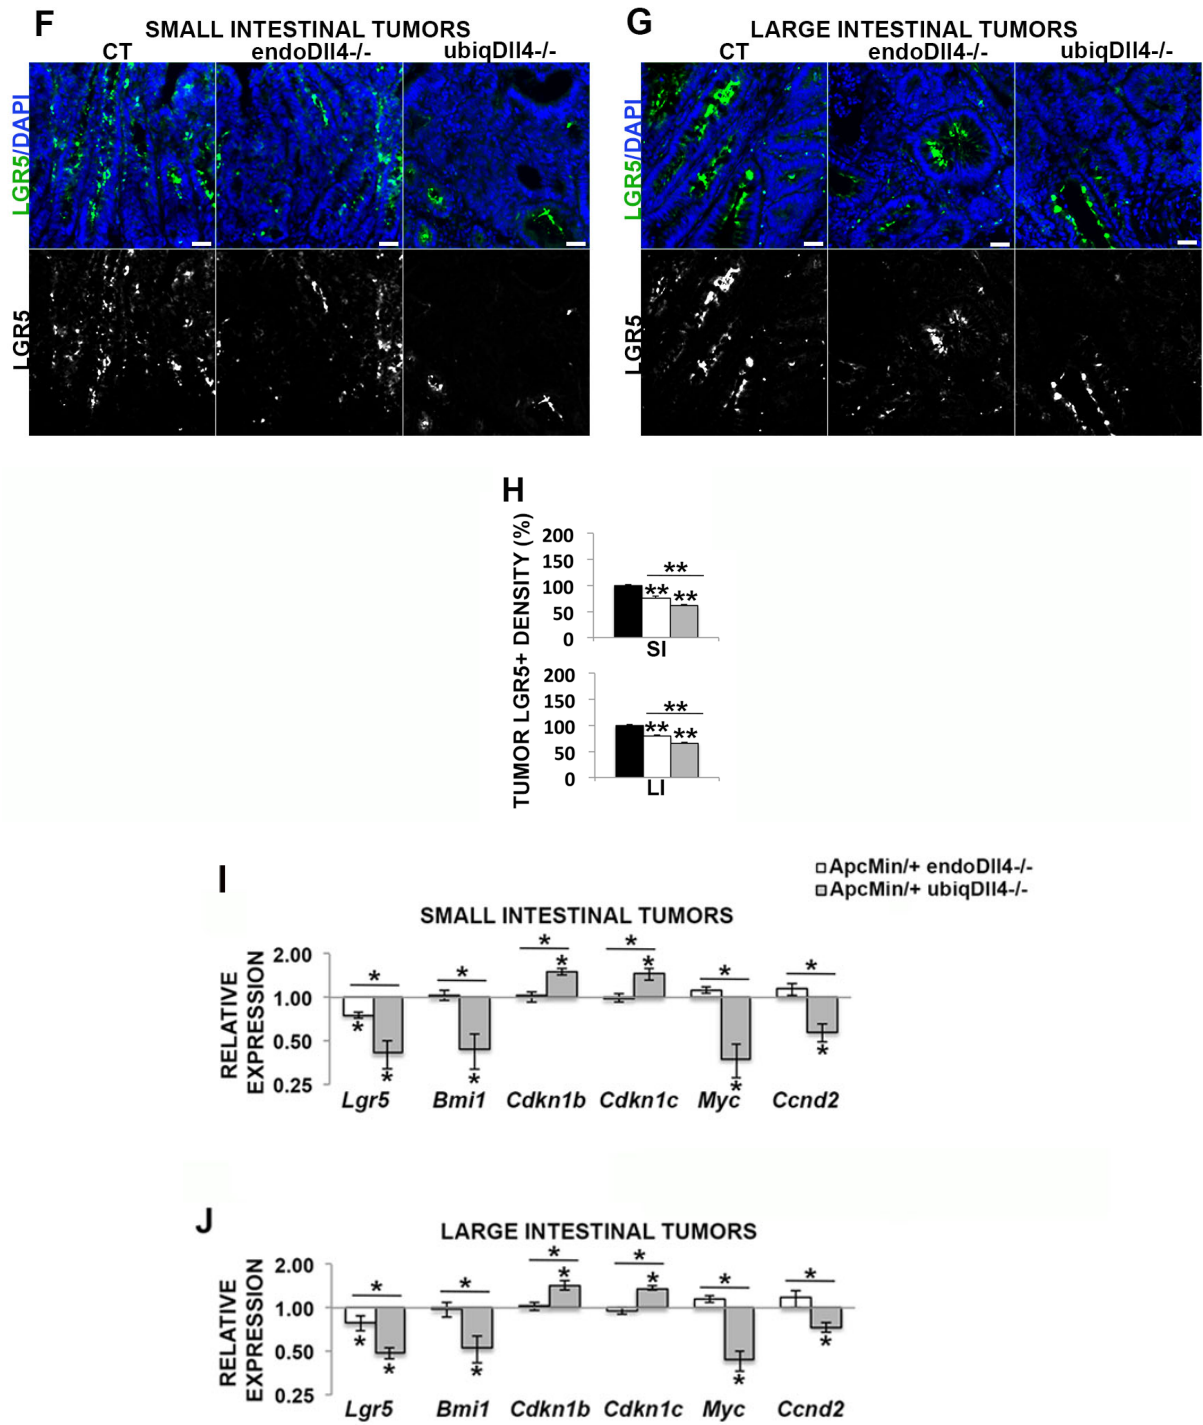 F
SMALL INTESTINAL TUMORS
CT endoDll4-/- ubiqDll4-/-
LGR5/DAPI
LGR5
G
LARGE INTESTINAL TUMORS
CT endoDll4-/- ubiqDll4-/-
LGR5/DAPI
LGR5
H
TUMOR LGR5+ DENSITY (%)
200
150
100
50
0
**
** **
SI
200
150
100
50
0
**
** **
LI
I
ApcMin/+ endoDll4-/-
ApcMin/+ ubiqDll4-/-
SMALL INTESTINAL TUMORS
RELATIVE
EXPRESSION
2.00
1.00
0.50
0.25
* * * * * *
* * * * * * *
Lgr5 Bmi1 Cdkn1b Cdkn1c Myc Ccnd2
J
LARGE INTESTINAL TUMORS
RELATIVE
EXPRESSION
2.00
1.00
0.50
0.25
* * * * * *
* * * * * * *
Lgr5 Bmi1 Cdkn1b Cdkn1c Myc Ccnd2